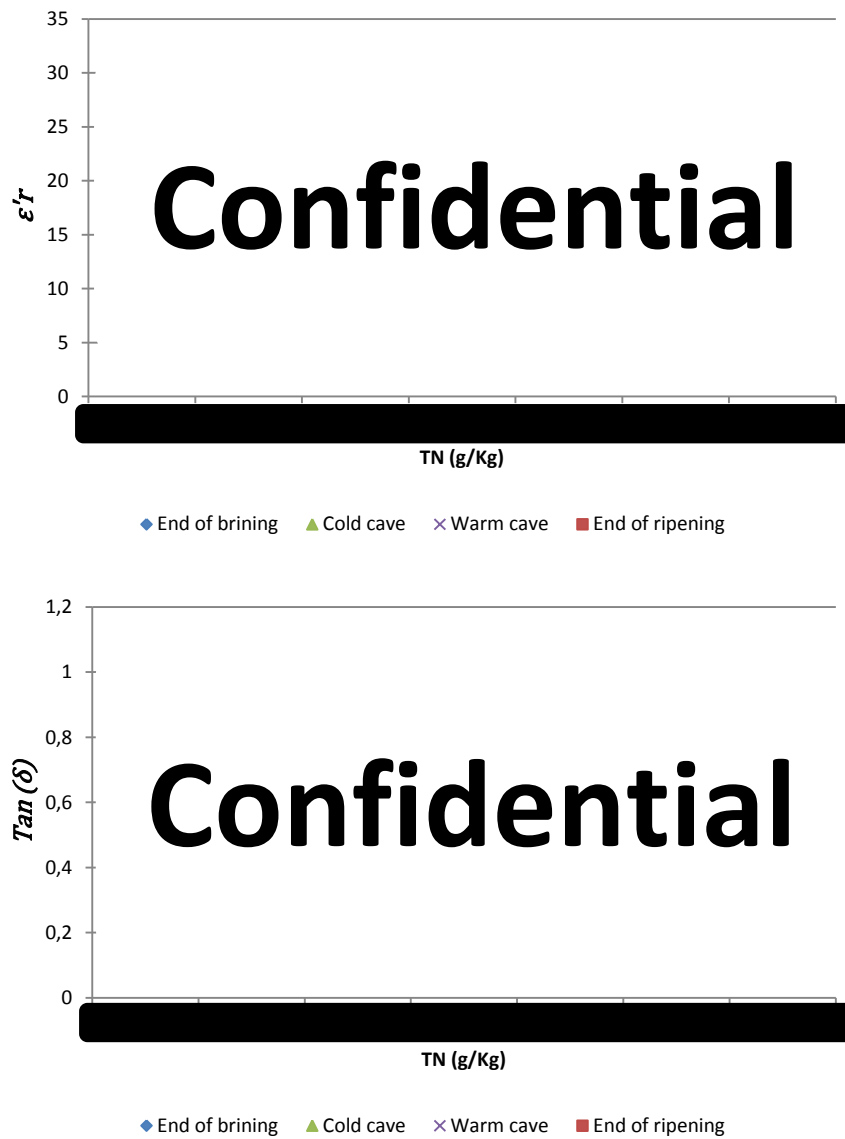 35
30
25
20
15
10
5
0
ε'r
Confidential
TN (g/Kg)
End of brining Cold cave Warm cave End of ripening
1,2
1
0,8
0,6
0,4
0,2
0
Tan (δ)
Confidential
TN (g/Kg)
End of brining Cold cave Warm cave End of ripening